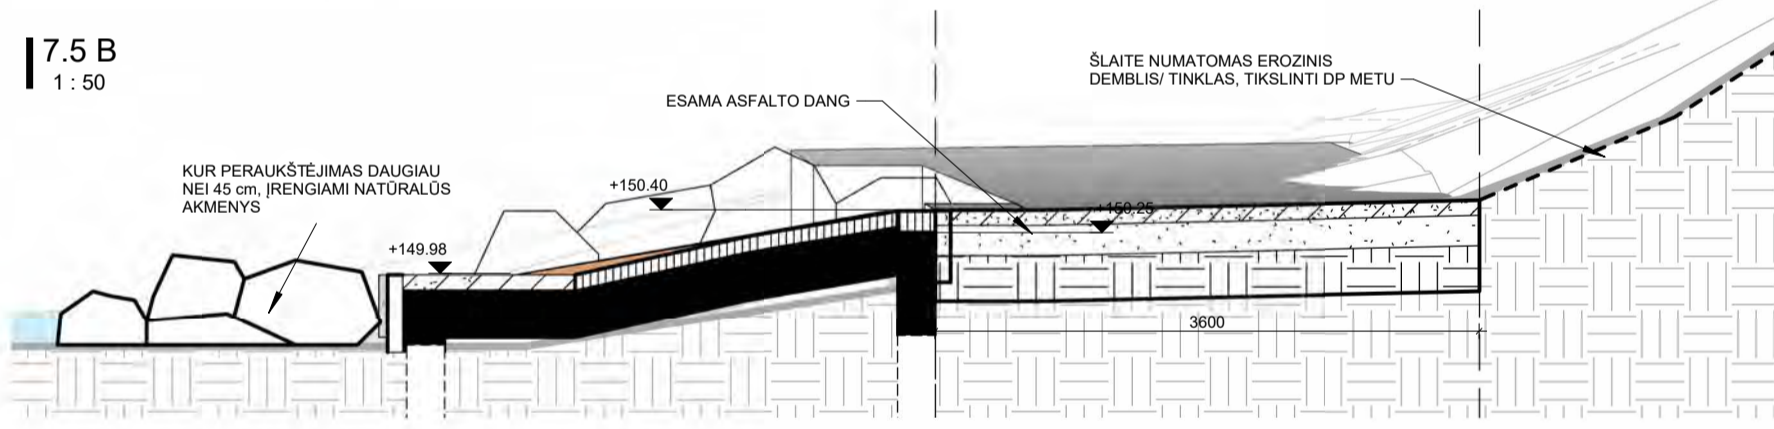 7.5 B
1 : 50
ŠLAITE NUMATOMAS EROZINIS
DEMBLIS/ TINKLAS, TIKSLINTI DP METU
ESAMA ASFALTO DANG
KUR PERAUKŠTĖJIMAS DAUGIAU
NEI 45 cm, ĮRENGIAMI NATŪRALŪS
AKMENYS
+150.40
+150.25
+149.98
3600